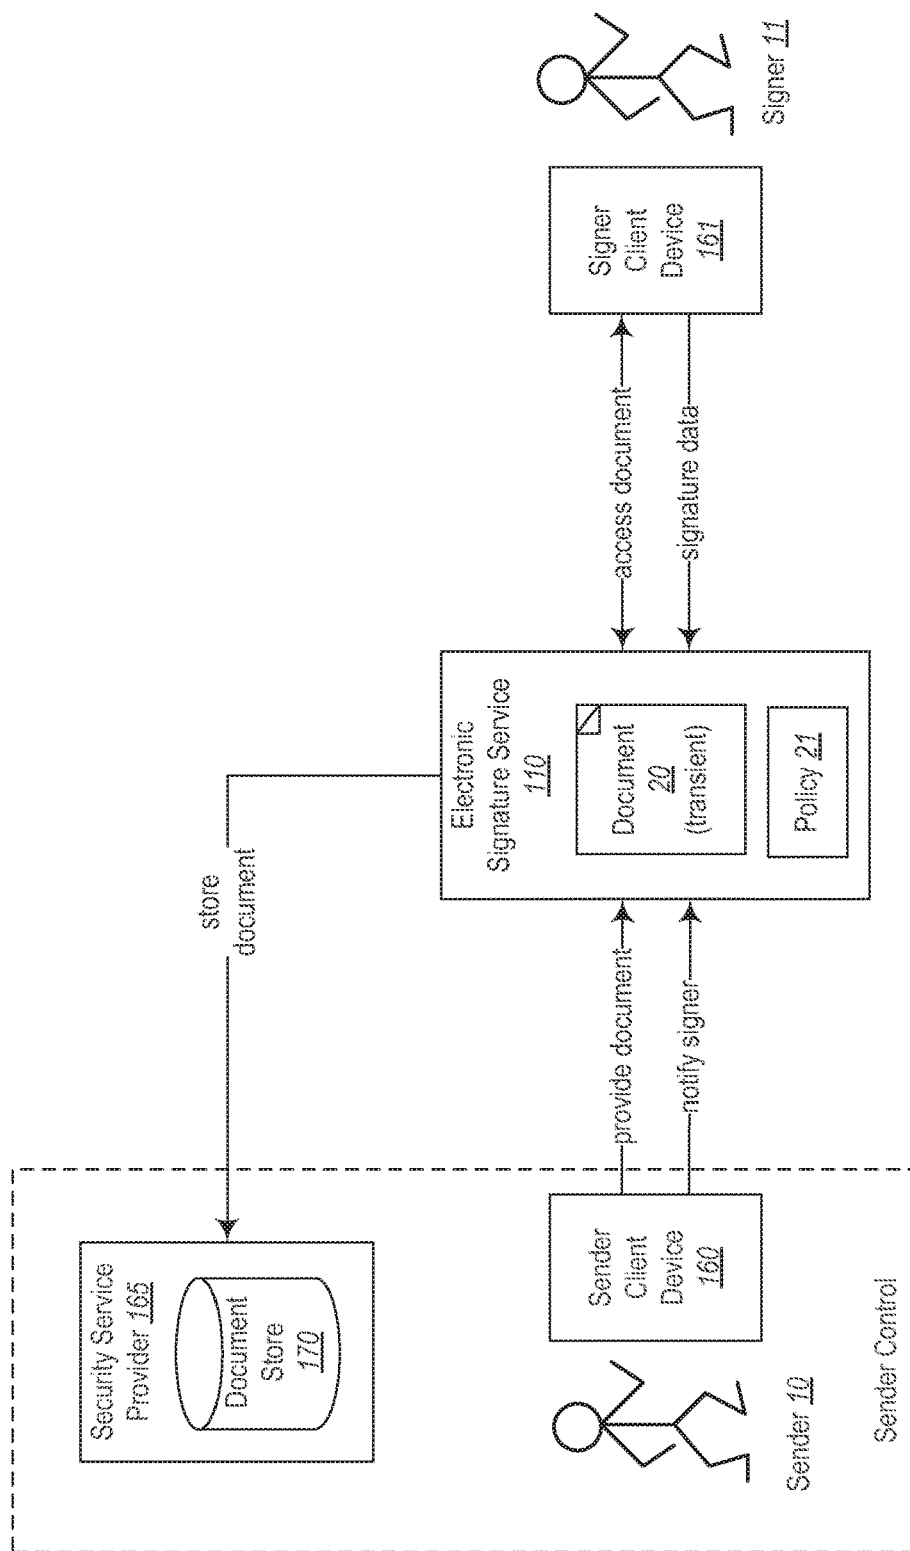 Security Service
Provider 165
Document
Store
170
store
document
Electronic
Signature Service
110
Document
20
(transient)
Policy 21
Sender
Client
Device
160
provide document
notify signer
access document
signature data
Signer
Client
Device
161
Sender 10
Signer 11
Sender Control